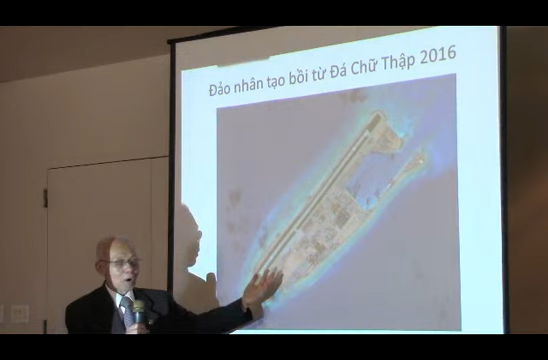 Đảo nhân tạo bồi từ Đá Chữ Thập 2016